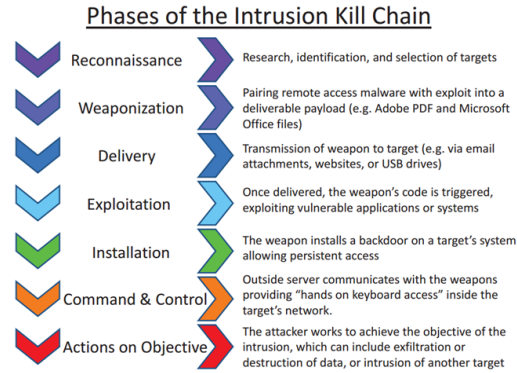 Phases of the Intrusion Kill Chain
Reconnaissance
Research, identification, and selection of targets
Weaponization
Pairing remote access malware with exploit into a
deliverable payload (e.g. Adobe PDF and Microsoft
Office files)
Delivery
Transmission of weapon to target (e.g. via email
attachments, websites, or USB drives)
Exploitation
Once delivered, the weapon's code is triggered,
exploiting vulnerable applications or systems
Installation
The weapon installs a backdoor on a target's system
allowing persistent access
Command & Control
Outside server communicates with the weapons
providing "hands on keyboard access" inside the
target's network.
Actions on Objective
The attacker works to achieve the objective of the
intrusion, which can include exfiltration or
destruction of data, or intrusion of another target